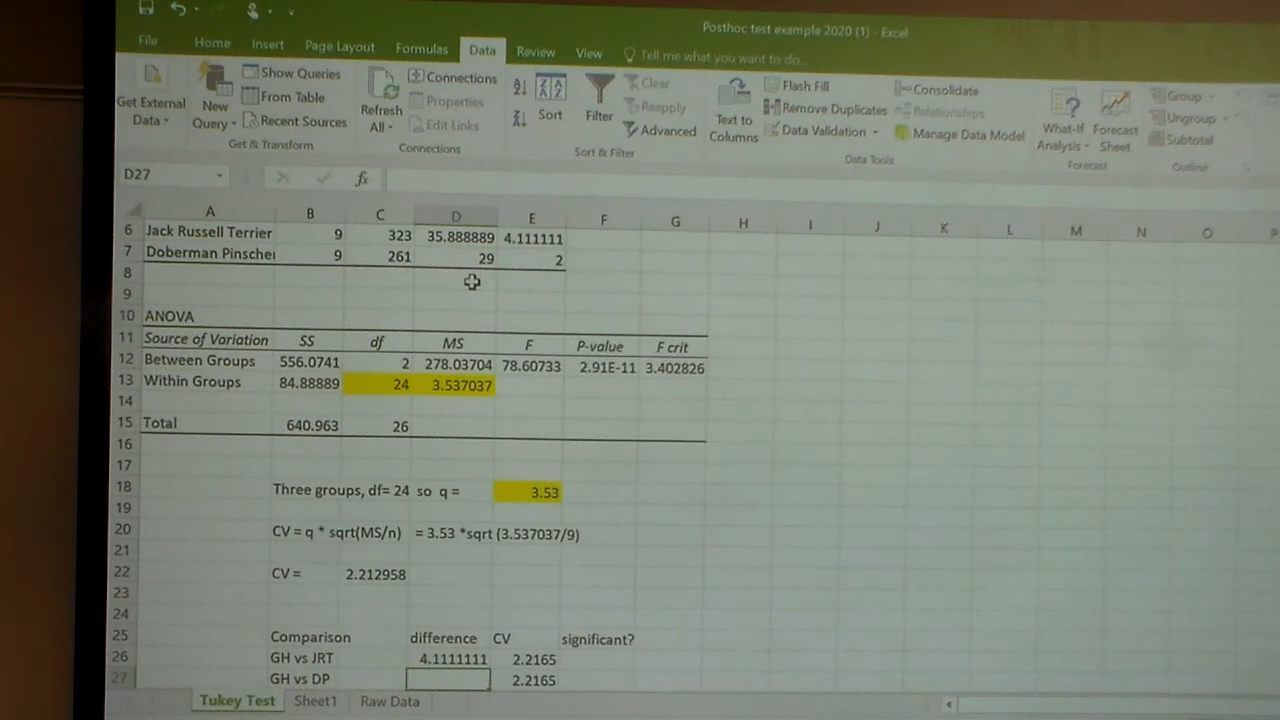 Posthoc test example 2020 (1) - Excel
File Home Insert Page Layout Formulas Data Review View Tell me what you want to do
Get External Data
New Query
Show Queries
From Table
Recent Sources
Get & Transform
Refresh All
Connections
Properties
Edit Links
Connections
Sort
Filter
Clear
Reapply
Advanced
Sort & Filter
Text to Columns
Flash Fill
Remove Duplicates
Data Validation
Consolidate
Relationships
Manage Data Model
Data Tools
What-If Analysis
Forecast Sheet
Forecast
Group
Ungroup
Subtotal
Outline
D27 fx
A B C D E F G H I J K L M N O P
6 Jack Russell Terrier 9 323 35.888889 4.111111
7 Doberman Pinscher 9 261 29 2
8
9
10 ANOVA
11 Source of Variation SS df MS F P-value F crit
12 Between Groups 556.0741 2 278.03704 78.60733 2.91E-11 3.402826
13 Within Groups 84.88889 24 3.537037
14
15 Total 640.963 26
16
17
18 Three groups, df= 24 so q = 3.53
19
20 CV = q * sqrt(MS/n) = 3.53 *sqrt (3.537037/9)
21
22 CV = 2.212958
23
24
25 Comparison difference CV significant?
26 GH vs JRT 4.1111111 2.2165
27 GH vs DP 2.2165
Tukey Test Sheet1 Raw Data